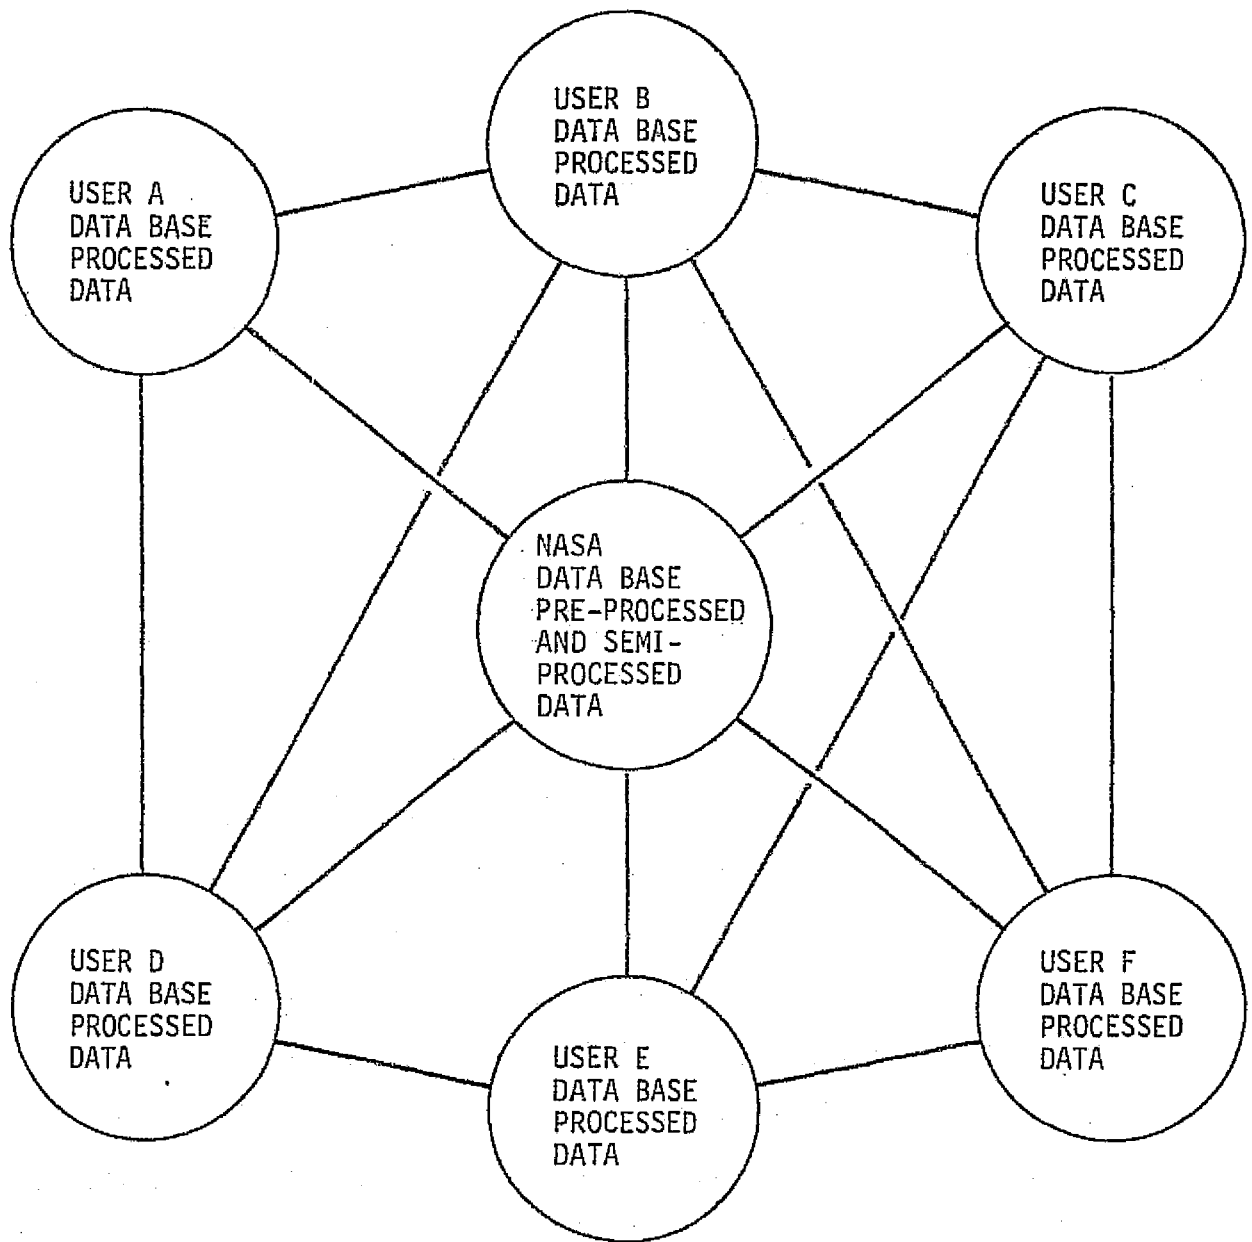 USER A
DATA BASE
PROCESSED
DATA
USER B
DATA BASE
PROCESSED
DATA
USER C
DATA BASE
PROCESSED
DATA
NASA
DATA BASE
PRE-PROCESSED
AND SEMI-
PROCESSED
DATA
USER D
DATA BASE
PROCESSED
DATA
USER E
DATA BASE
PROCESSED
DATA
USER F
DATA BASE
PROCESSED
DATA